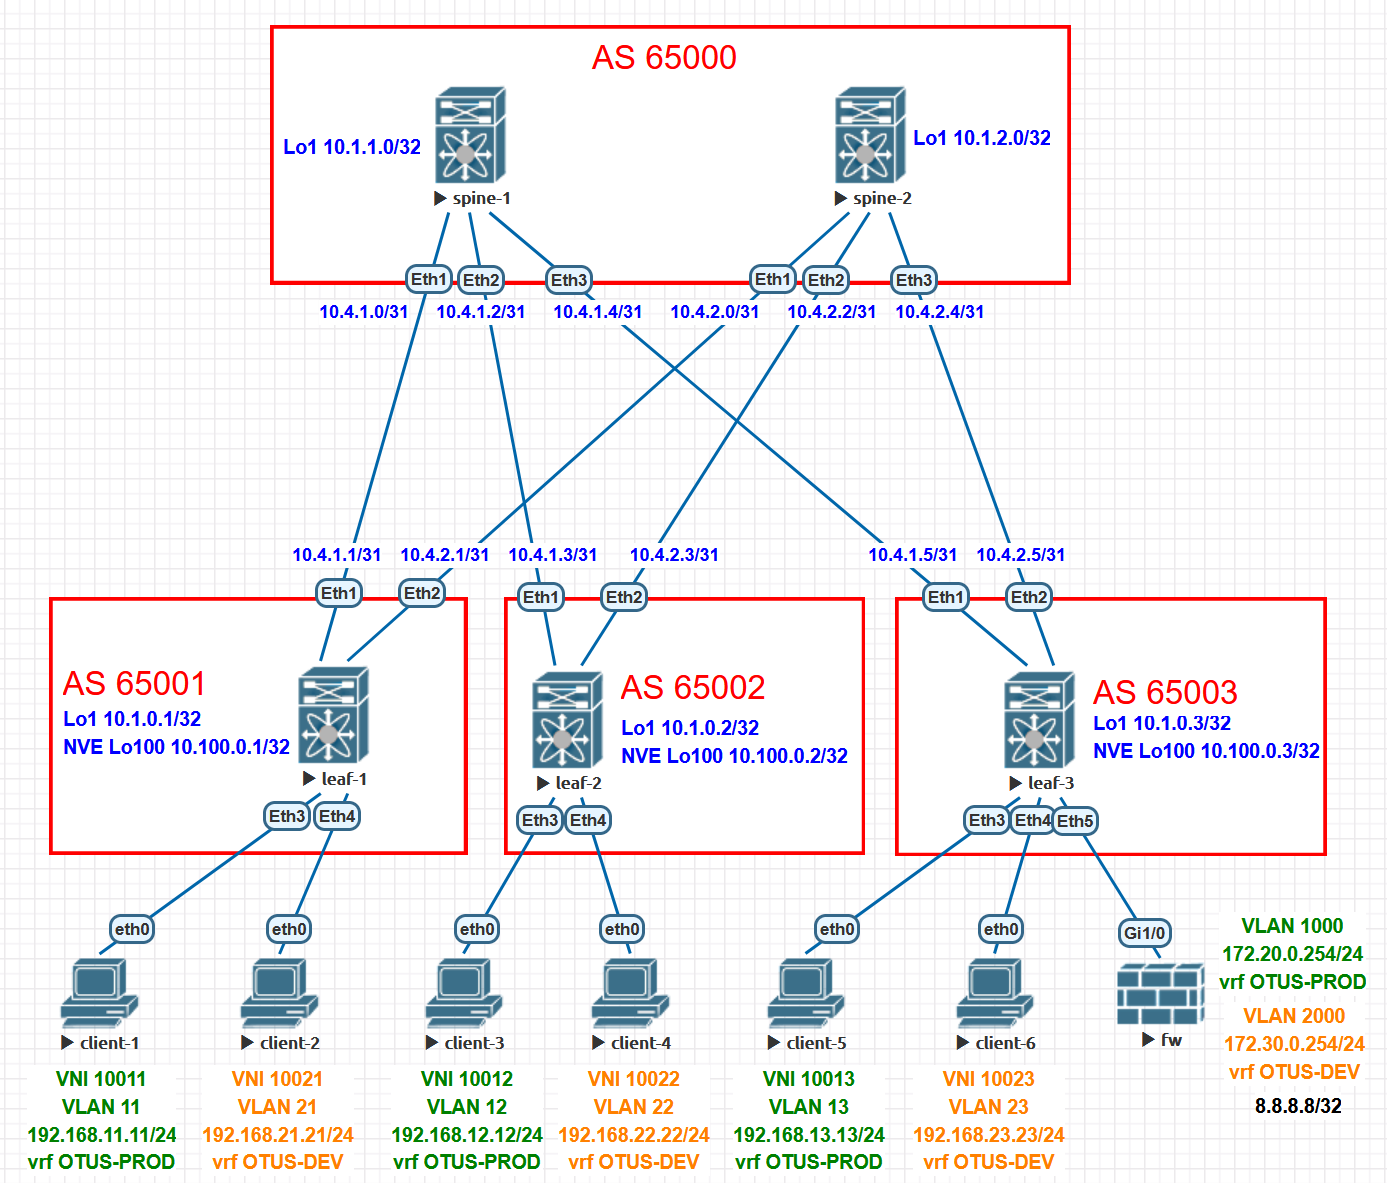 AS 65000
Lo1 10.1.1.0/32
Lo1 10.1.2.0/32
spine-1
spine-2
Eth1
Eth2
Eth3
Eth1
Eth2
Eth3
10.4.1.0/31
10.4.1.2/31
10.4.1.4/31
10.4.2.0/31
10.4.2.2/31
10.4.2.4/31
10.4.1.1/31
10.4.2.1/31
10.4.1.3/31
10.4.2.3/31
10.4.1.5/31
10.4.2.5/31
Eth1
Eth2
Eth1
Eth2
Eth1
Eth2
AS 65001
Lo1 10.1.0.1/32
NVE Lo100 10.100.0.1/32
leaf-1
AS 65002
Lo1 10.1.0.2/32
NVE Lo100 10.100.0.2/32
leaf-2
AS 65003
Lo1 10.1.0.3/32
NVE Lo100 10.100.0.3/32
leaf-3
Eth3
Eth4
Eth3
Eth4
Eth3
Eth4
Eth5
eth0
eth0
eth0
eth0
eth0
eth0
Gi1/0
client-1
client-2
client-3
client-4
client-5
client-6
fw
VLAN 1000
172.20.0.254/24
vrf OTUS-PROD
VLAN 2000
172.30.0.254/24
vrf OTUS-DEV
8.8.8.8/32
VNI 10011
VLAN 11
192.168.11.11/24
vrf OTUS-PROD
VNI 10021
VLAN 21
192.168.21.21/24
vrf OTUS-DEV
VNI 10012
VLAN 12
192.168.12.12/24
vrf OTUS-PROD
VNI 10022
VLAN 22
192.168.22.22/24
vrf OTUS-DEV
VNI 10013
VLAN 13
192.168.13.13/24
vrf OTUS-PROD
VNI 10023
VLAN 23
192.168.23.23/24
vrf OTUS-DEV